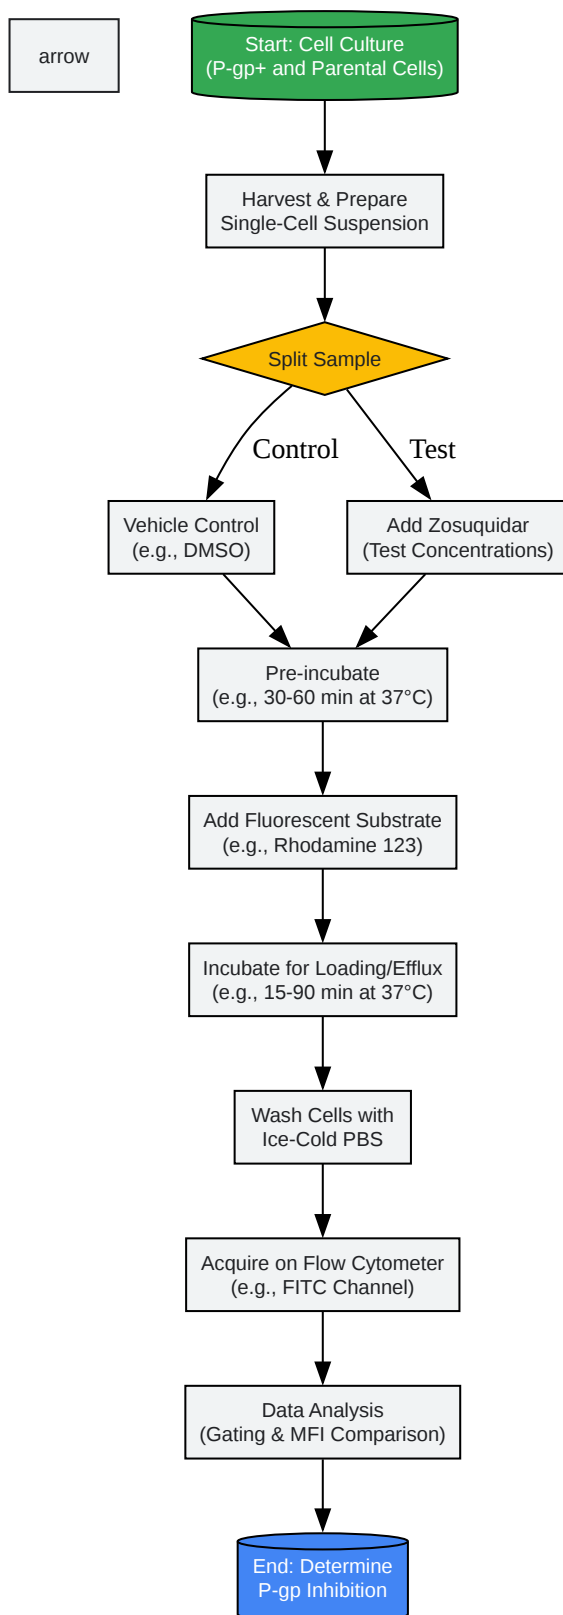 arrow
Start: Cell Culture
(P-gp+ and Parental Cells)
Harvest & Prepare
Single-Cell Suspension
Split Sample
Control
Test
Vehicle Control
(e.g., DMSO)
Add Zosuquidar
(Test Concentrations)
Pre-incubate
(e.g., 30-60 min at 37°C)
Add Fluorescent Substrate
(e.g., Rhodamine 123)
Incubate for Loading/Efflux
(e.g., 15-90 min at 37°C)
Wash Cells with
Ice-Cold PBS
Acquire on Flow Cytometer
(e.g., FITC Channel)
Data Analysis
(Gating & MFI Comparison)
End: Determine
P-gp Inhibition